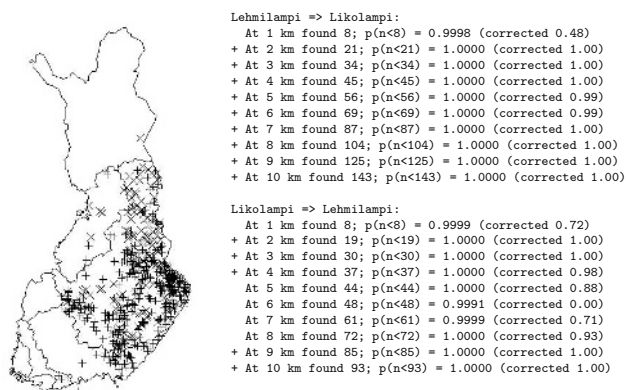 Lehmilampi => Likolampi:
At 1 km found 8; p(n<8) = 0.9998 (corrected 0.48)
+ At 2 km found 21; p(n<21) = 1.0000 (corrected 1.00)
+ At 3 km found 34; p(n<34) = 1.0000 (corrected 1.00)
+ At 4 km found 45; p(n<45) = 1.0000 (corrected 1.00)
+ At 5 km found 56; p(n<56) = 1.0000 (corrected 0.99)
+ At 6 km found 69; p(n<69) = 1.0000 (corrected 0.99)
+ At 7 km found 87; p(n<87) = 1.0000 (corrected 1.00)
+ At 8 km found 104; p(n<104) = 1.0000 (corrected 1.00)
+ At 9 km found 125; p(n<125) = 1.0000 (corrected 1.00)
+ At 10 km found 143; p(n<143) = 1.0000 (corrected 1.00)
Likolampi => Lehmilampi:
At 1 km found 8; p(n<8) = 0.9999 (corrected 0.72)
+ At 2 km found 19; p(n<19) = 1.0000 (corrected 1.00)
+ At 3 km found 30; p(n<30) = 1.0000 (corrected 1.00)
+ At 4 km found 37; p(n<37) = 1.0000 (corrected 0.98)
At 5 km found 44; p(n<44) = 1.0000 (corrected 0.88)
At 6 km found 48; p(n<48) = 0.9991 (corrected 0.00)
At 7 km found 61; p(n<61) = 0.9999 (corrected 0.71)
At 8 km found 72; p(n<72) = 1.0000 (corrected 0.93)
+ At 9 km found 85; p(n<85) = 1.0000 (corrected 1.00)
+ At 10 km found 93; p(n<93) = 1.0000 (corrected 1.00)